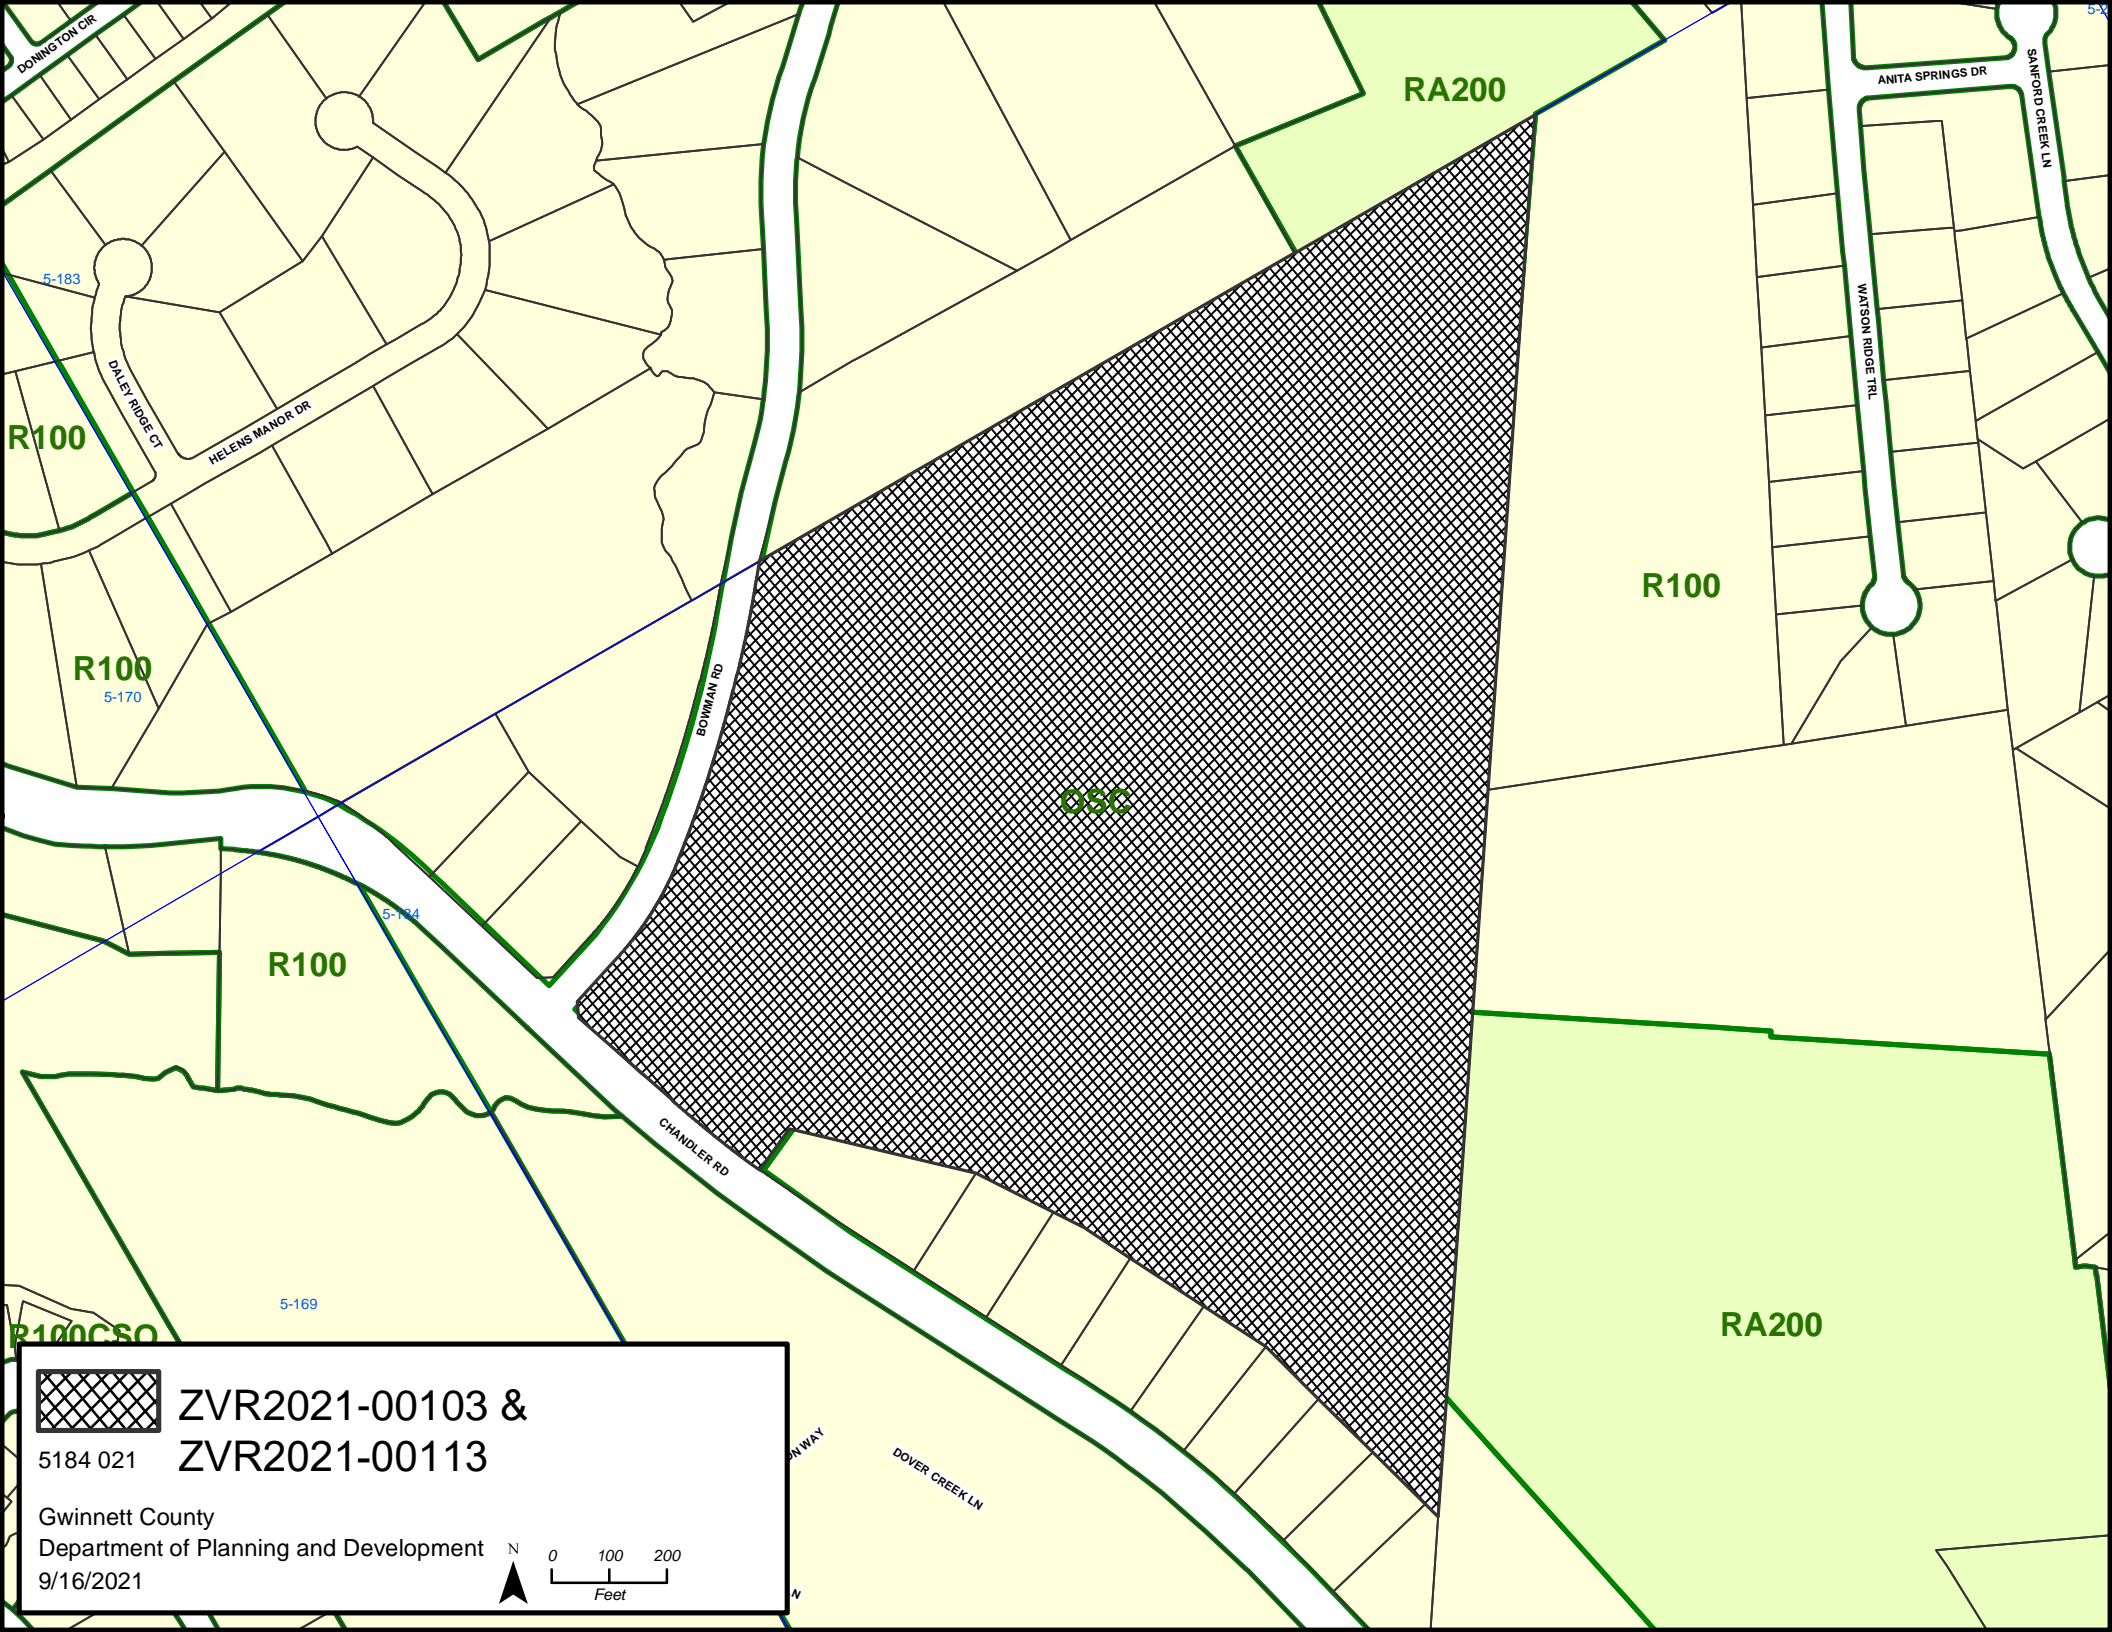 DONINGTON CIR
RA200
ANITA SPRINGS DR
SANFORD CREEK LN
5-183
WATSON RIDGE TRL
DALEY RIDGE CT
HELENS MANOR DR
R100
R100
R100
5-170
BOWMAN RD
OSC
5-184
R100
CHANDLER RD
5-169
R100CSO
RA200
ZVR2021-00103 &
5184 021
ZVR2021-00113
DOVER CREEK LN
Gwinnett County
Department of Planning and Development
9/16/2021
N
0 100 200
Feet